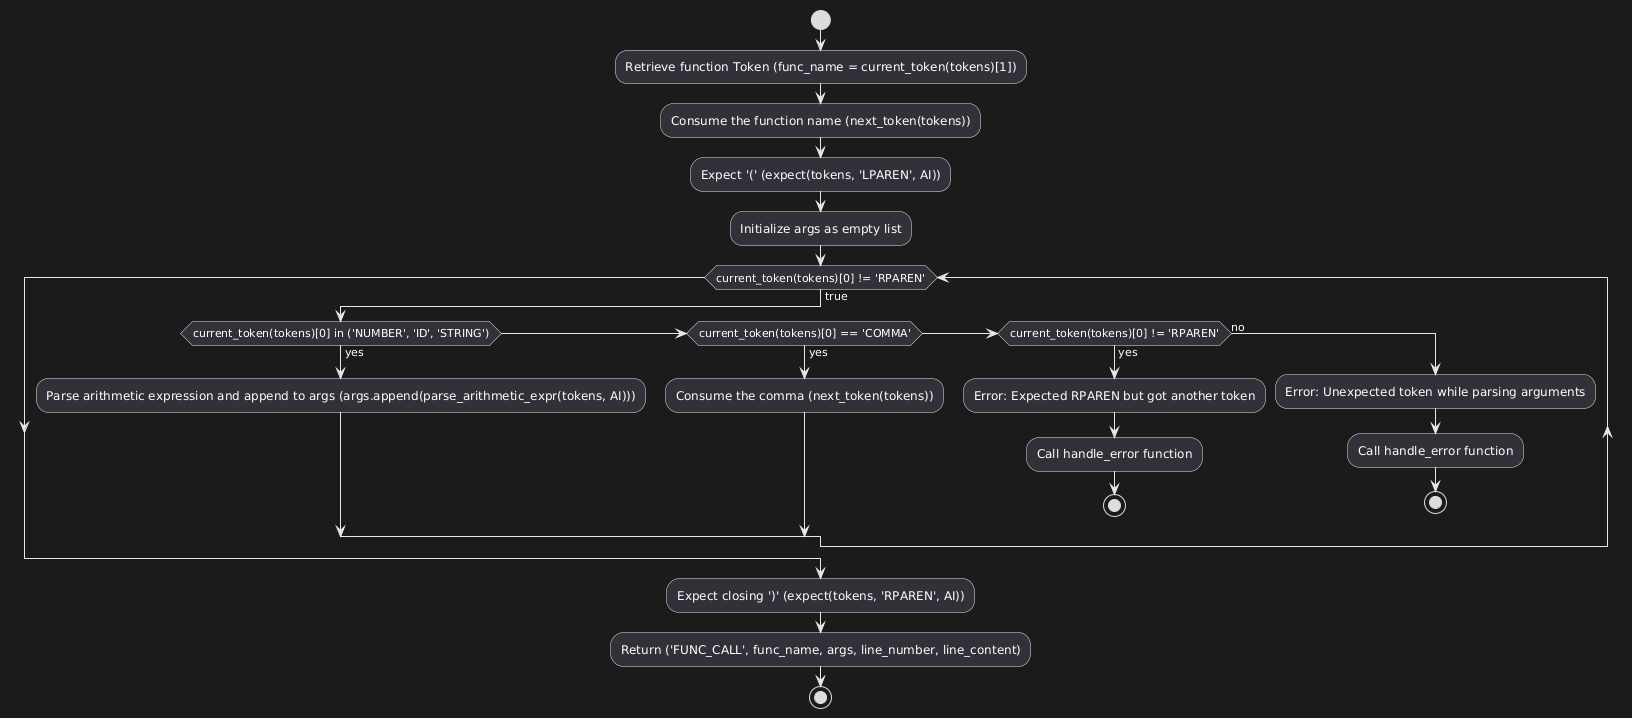 Retrieve function Token (func_name = current_token(tokens)[1])
Consume the function name (next_token(tokens))
Expect '(' (expect(tokens, 'LPAREN', AI))
Initialize args as empty list
current_token(tokens)[0] != 'RPAREN'
true
current_token(tokens)[0] in ('NUMBER', 'ID', 'STRING')
yes
Parse arithmetic expression and append to args (args.append(parse_arithmetic_expr(tokens, AI)))
current_token(tokens)[0] == 'COMMA'
yes
Consume the comma (next_token(tokens))
current_token(tokens)[0] != 'RPAREN'
yes
Error: Expected RPAREN but got another token
Call handle_error function
no
Error: Unexpected token while parsing arguments
Call handle_error function
Expect closing ')' (expect(tokens, 'RPAREN', AI))
Return ('FUNC_CALL', func_name, args, line_number, line_content)